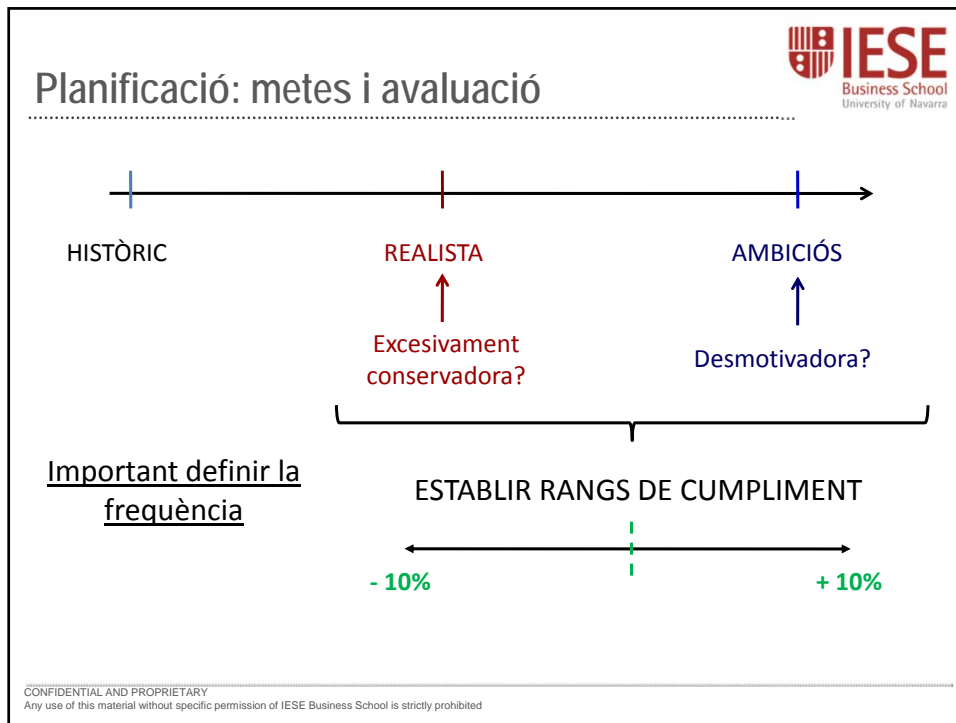 IESE
Business School
University of Navarra
Planificació: metes i avaluació
HISTÒRIC
REALISTA
AMBICIÓS
Excesivament
conservadora?
Desmotivadora?
Important definir la
frequència
ESTABLIR RANGS DE CUMPLIMENT
- 10%
+ 10%
CONFIDENTIAL AND PROPRIETARY
Any use of this material without specific permission of IESE Business School is strictly prohibited